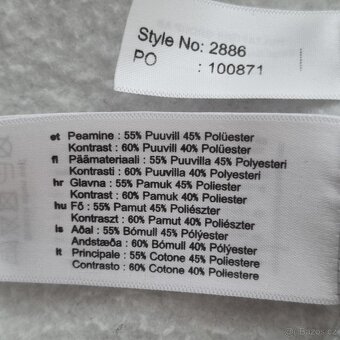 Style No: 2886
PO : 100871
et Peamine : 55% Puuvill 45% Polüester
Kontrast : 60% Puuvill 40% Polüester
fi Päämateriaali : 55% Puuvilla 45% Polyesteri
Kontrasti : 60% Puuvilla 40% Polyesteri
hr Glavna : 55% Pamuk 45% Poliester
Kontrast : 60% Pamuk 40% Poliester
hu Fő : 55% Pamut 45% Poliészter
Kontraszt : 60% Pamut 40% Poliészter
is Aðal : 55% Bómull 45% Pólýester
Andstæða : 60% Bómull 40% Pólýester
it Principale : 55% Cotone 45% Poliestere
Contrasto : 60% Cotone 40% Poliestere
Bazos.cz